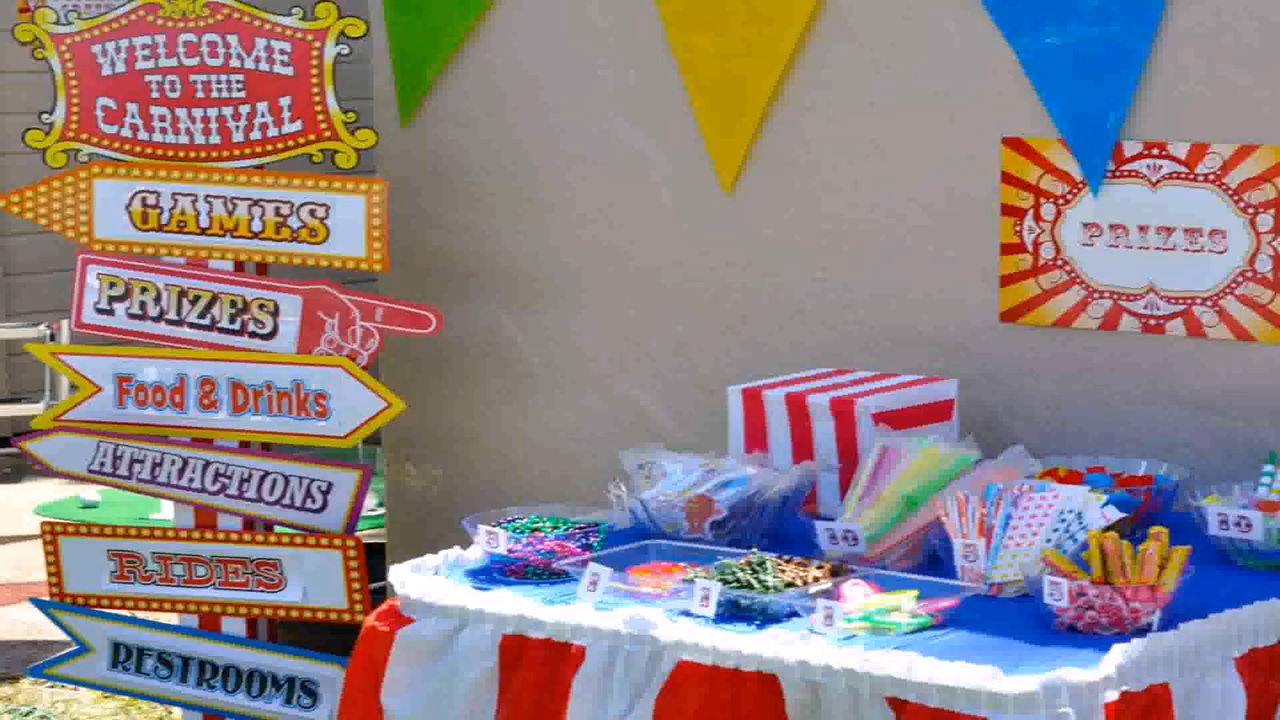 WELCOME
TO THE
CARNIVAL
GAMES
PRIZES
Food & Drinks
ATTRACTIONS
RIDES
RESTROOMS
PRIZES